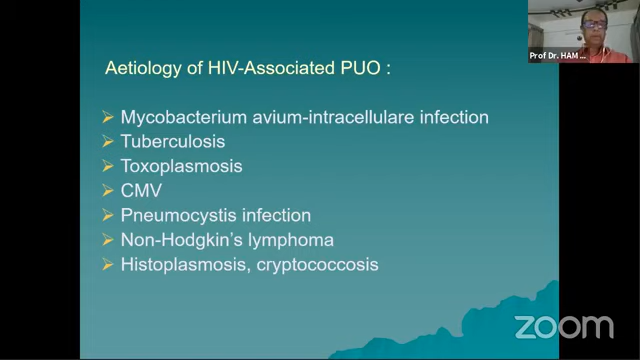 Aetiology of HIV-Associated PUO :
Mycobacterium avium-intracellulare infection
Tuberculosis
Toxoplasmosis
CMV
Pneumocystis infection
Non-Hodgkin's lymphoma
Histoplasmosis, cryptococcosis
Prof Dr. HAM ...
zoom